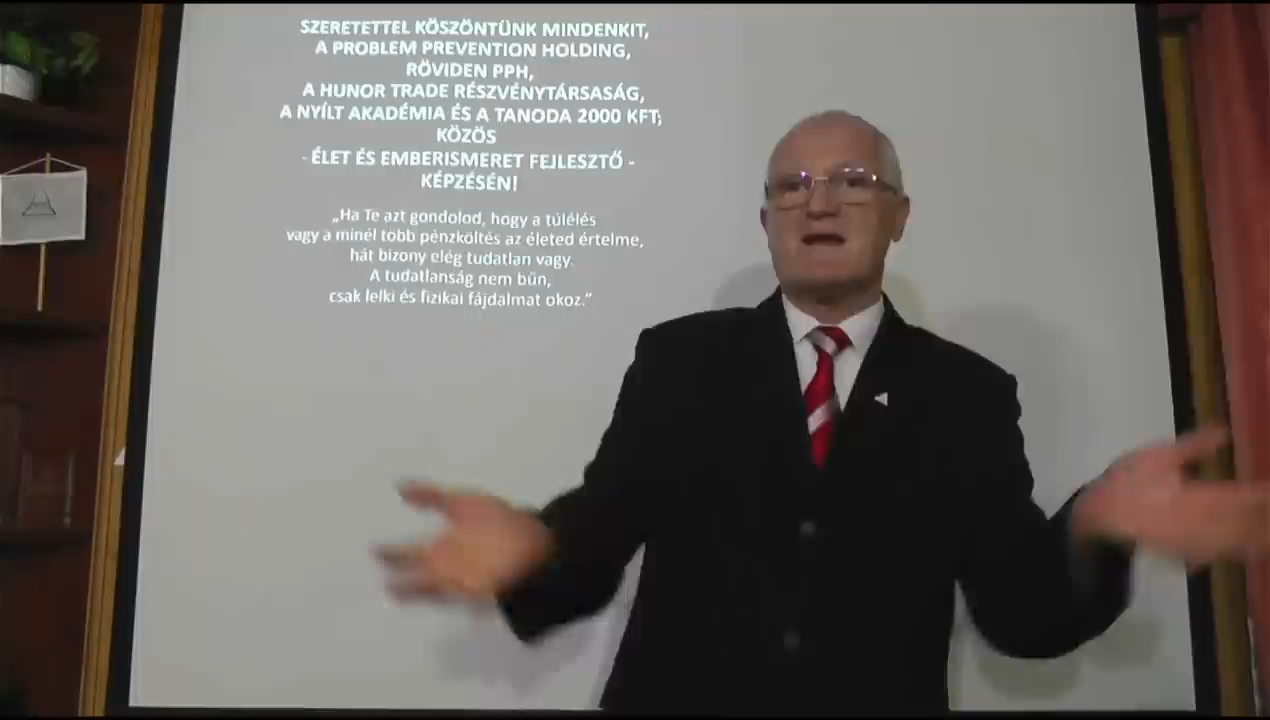 SZERETETTEL KÖSZÖNTÜNK MINDENKIT,
A PROBLEM PREVENTION HOLDING,
RÖVIDEN PPH,
A HUNOR TRADE RÉSZVÉNYTÁRSASÁG,
A NYÍLT AKADÉMIA ÉS A TANODA 2000 KFT;
KÖZÖS
- ÉLET ÉS EMBERISMERET FEJLESZTŐ -
KÉPZÉSÉN!
„Ha Te azt gondolod, hogy a túlélés
vagy a minél több pénzköltés az életed értelme,
hát bizony elég tudatlan vagy.
A tudatlanság nem bűn,
csak lelki és fizikai fájdalmat okoz.”